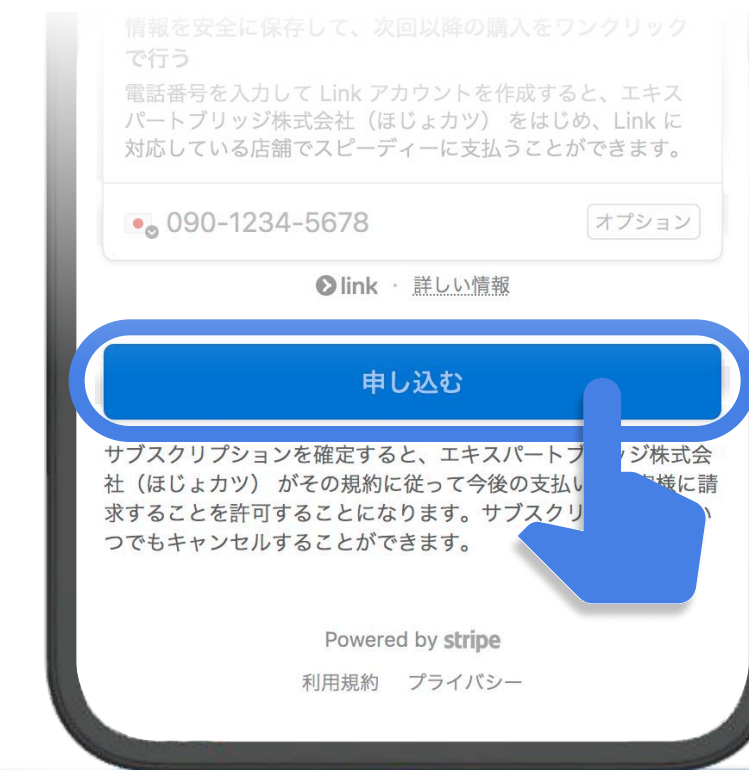 情報を安全に保存して、次回以降の購入をワンクリック
で行う
電話番号を入力して Link アカウントを作成すると、エキス
パートブリッジ株式会社（ほじょカツ） をはじめ、Link に
対応している店舗でスピーディーに支払うことができます。
090-1234-5678
オプション
link · 詳しい情報
申し込む
サブスクリプションを確定すると、エキスパートブ ッジ株式会
社（ほじょカツ） がその規約に従って今後の支払い 様に請
求することを許可することになります。サブスクリ
つでもキャンセルすることができます。
Powered by stripe
利用規約 プライバシー